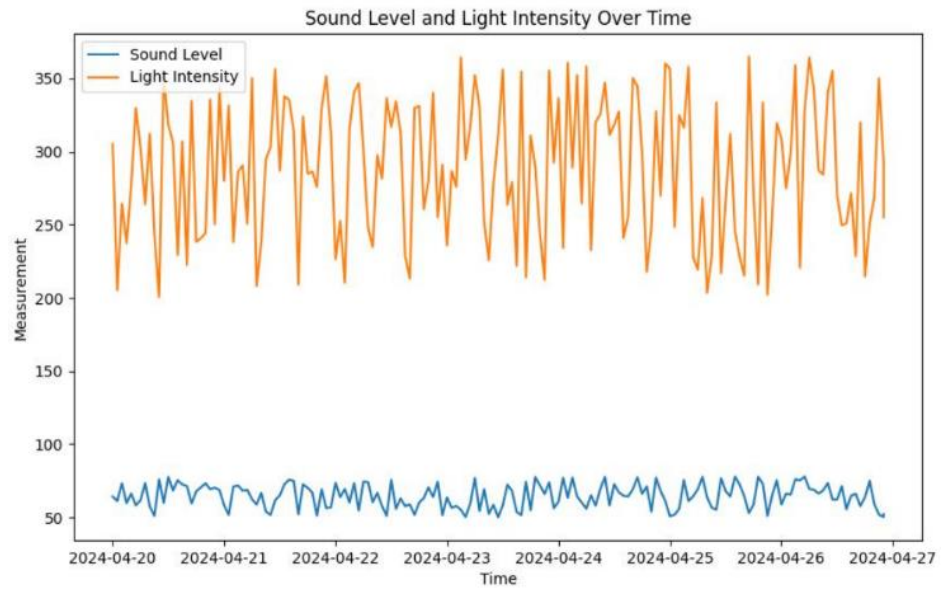 Sound Level and Light Intensity Over Time
Sound Level
Light Intensity
350
300
250
200
150
100
50
Measurement
2024-04-20 2024-04-21 2024-04-22 2024-04-23 2024-04-24 2024-04-25 2024-04-26 2024-04-27
Time